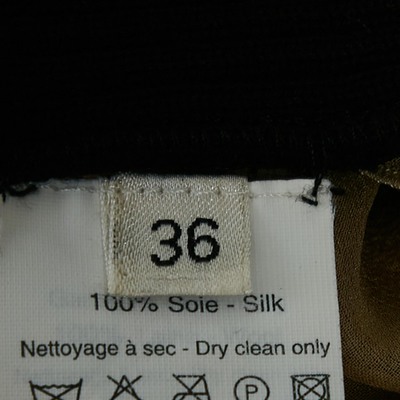 36
100% Soie - Silk
Nettoyage à sec - Dry clean only
P